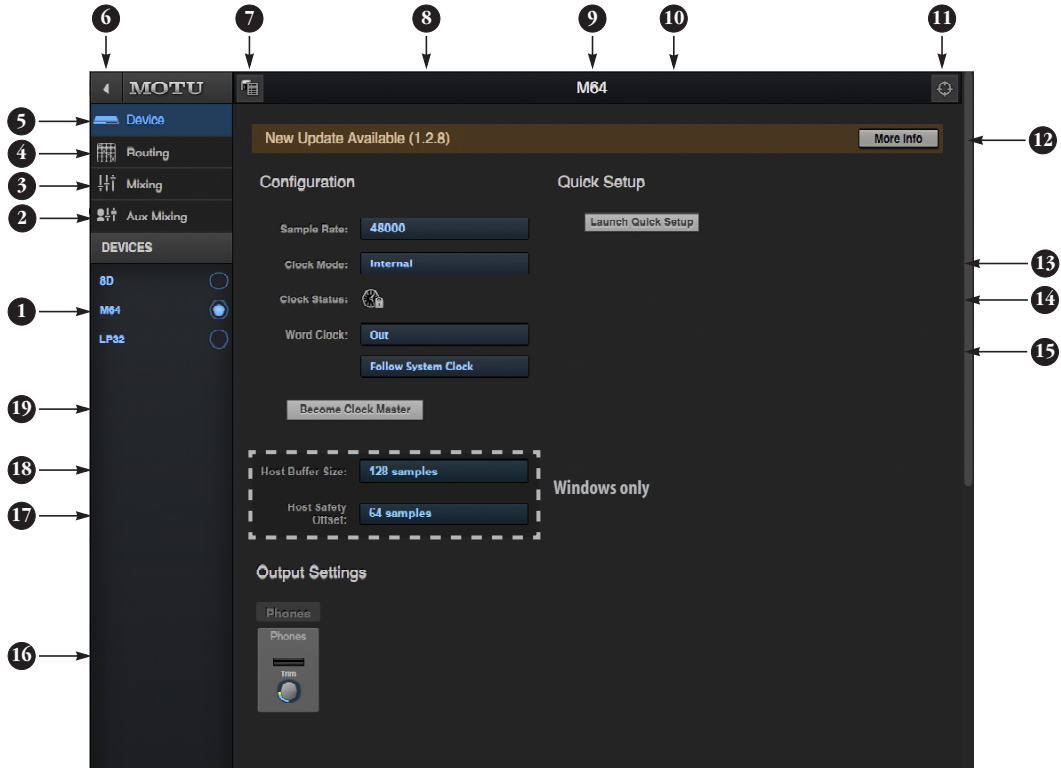 6 7 8 9 10 11
MOTU M64
5 Device
New Update Available (1.2.8) More Info 12
4 Routing
3 Mixing
2 Aux Mixing
Configuration Quick Setup
Sample Rate: 48000 Launch Quick Setup
DEVICES
Clock Mode: Internal 13
8D
Clock Status: 14
1 M64
Word Clock: Out
LP32
Follow System Clock 15
19 Become Clock Master
18 Host Buffer Size: 128 samples
Windows only
17 Host Safety Offset: 64 samples
Output Settings
Phones
Phones
16
Trim